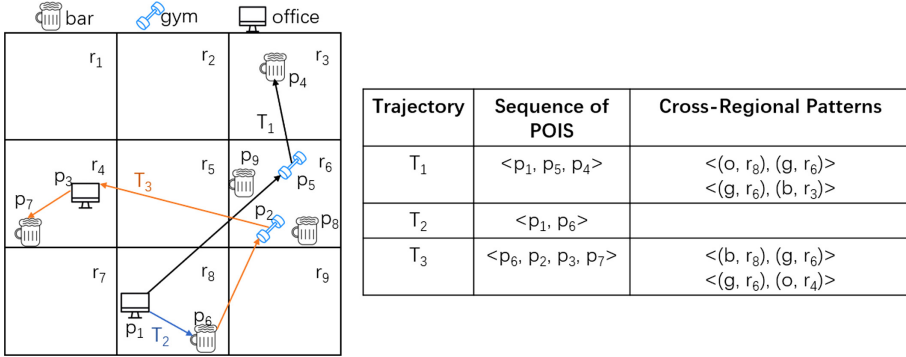 bar gym office
r1 r2 r3
p4
T1
r4 r5 p9 r6
p3 T3 p5
p7 p2 p8
r7 r8 r9
p1 T2 p6
Trajectory Sequence of POIS Cross-Regional Patterns
T1 <p1, p5, p4> <(o, r8), (g, r6)>
<(g, r6), (b, r3)>
T2 <p1, p6>
T3 <p6, p2, p3, p7> <(b, r8), (g, r6)>
<(g, r6), (o, r4)>